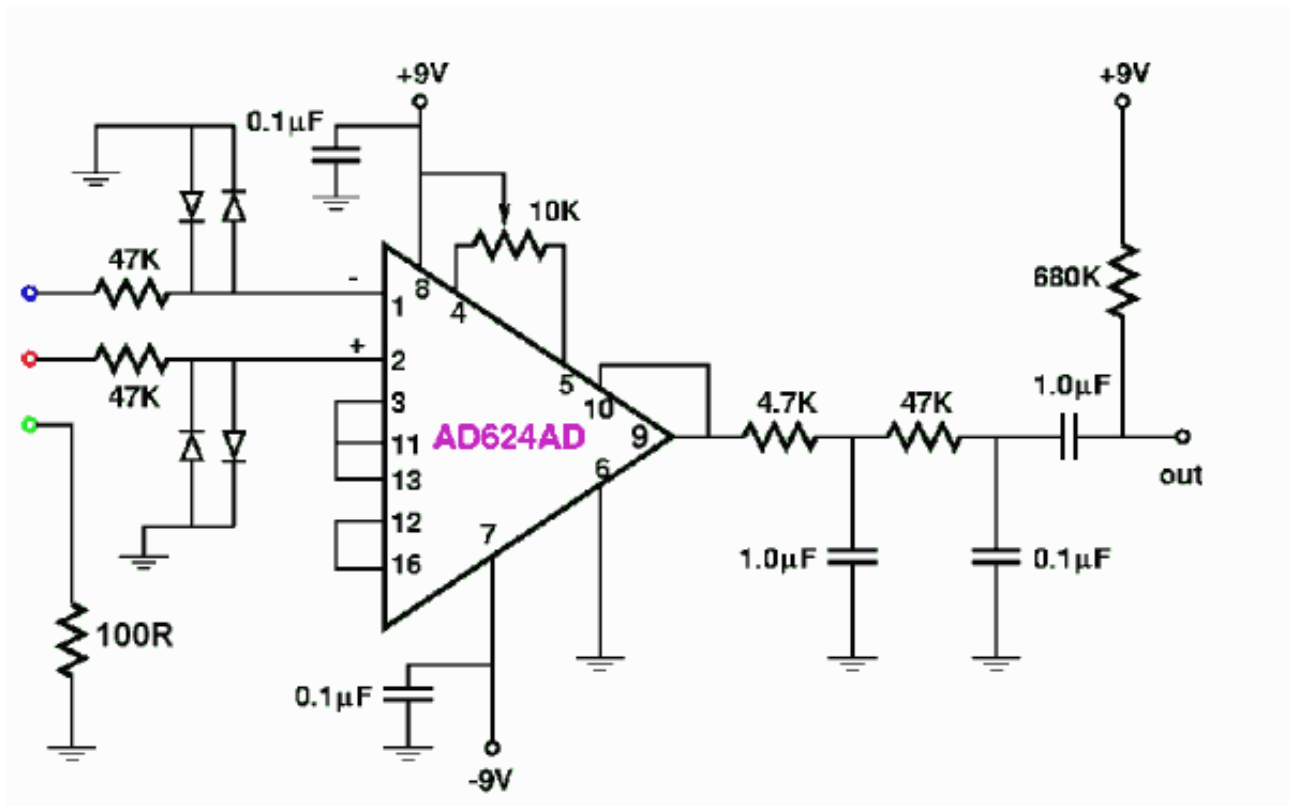 +9V
+9V
0.1μF
10K
47K
680K
-
8
1
4
+
2
47K
5
1.0μF
3
10
4.7K
47K
AD624AD
9
11
out
13
6
12
7
1.0μF
0.1μF
16
100R
0.1μF
-9V